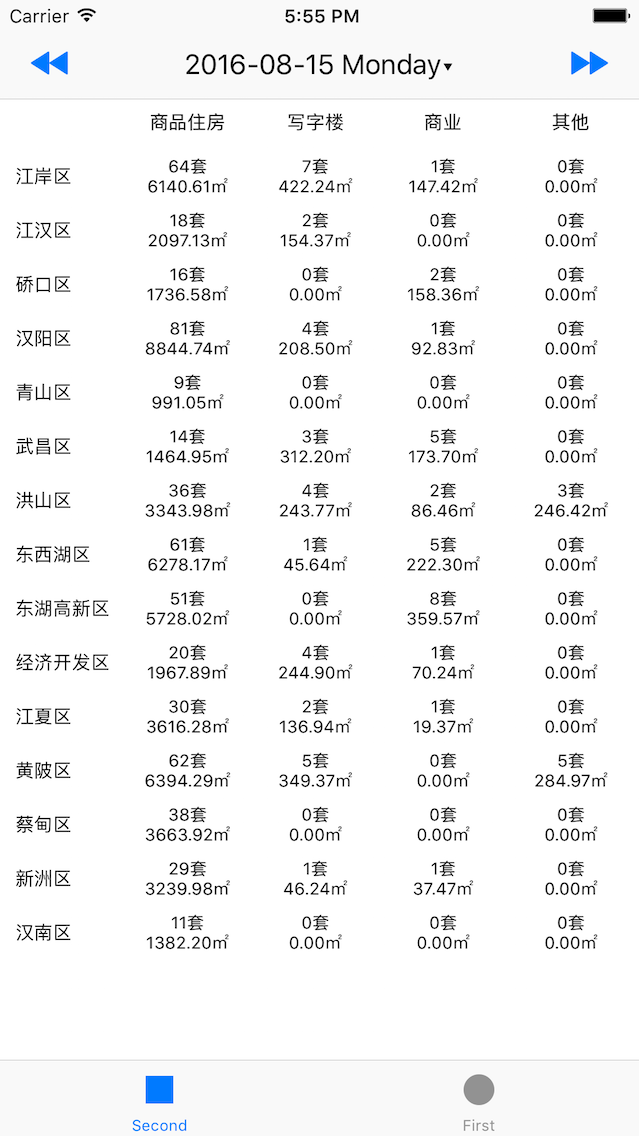 Carrier 5:55 PM
2016-08-15 Monday▾
商品住房 写字楼 商业 其他
江岸区 64套 7套 1套 0套
6140.61㎡ 422.24㎡ 147.42㎡ 0.00㎡
江汉区 18套 2套 0套 0套
2097.13㎡ 154.37㎡ 0.00㎡ 0.00㎡
硚口区 16套 0套 2套 0套
1736.58㎡ 0.00㎡ 158.36㎡ 0.00㎡
汉阳区 81套 4套 1套 0套
8844.74㎡ 208.50㎡ 92.83㎡ 0.00㎡
青山区 9套 0套 0套 0套
991.05㎡ 0.00㎡ 0.00㎡ 0.00㎡
武昌区 14套 3套 5套 0套
1464.95㎡ 312.20㎡ 173.70㎡ 0.00㎡
洪山区 36套 4套 2套 3套
3343.98㎡ 243.77㎡ 86.46㎡ 246.42㎡
东西湖区 61套 1套 5套 0套
6278.17㎡ 45.64㎡ 222.30㎡ 0.00㎡
东湖高新区 51套 0套 8套 0套
5728.02㎡ 0.00㎡ 359.57㎡ 0.00㎡
经济开发区 20套 4套 1套 0套
1967.89㎡ 244.90㎡ 70.24㎡ 0.00㎡
江夏区 30套 2套 1套 0套
3616.28㎡ 136.94㎡ 19.37㎡ 0.00㎡
黄陂区 62套 5套 0套 5套
6394.29㎡ 349.37㎡ 0.00㎡ 284.97㎡
蔡甸区 38套 0套 0套 0套
3663.92㎡ 0.00㎡ 0.00㎡ 0.00㎡
新洲区 29套 1套 1套 0套
3239.98㎡ 46.24㎡ 37.47㎡ 0.00㎡
汉南区 11套 0套 0套 0套
1382.20㎡ 0.00㎡ 0.00㎡ 0.00㎡
Second First